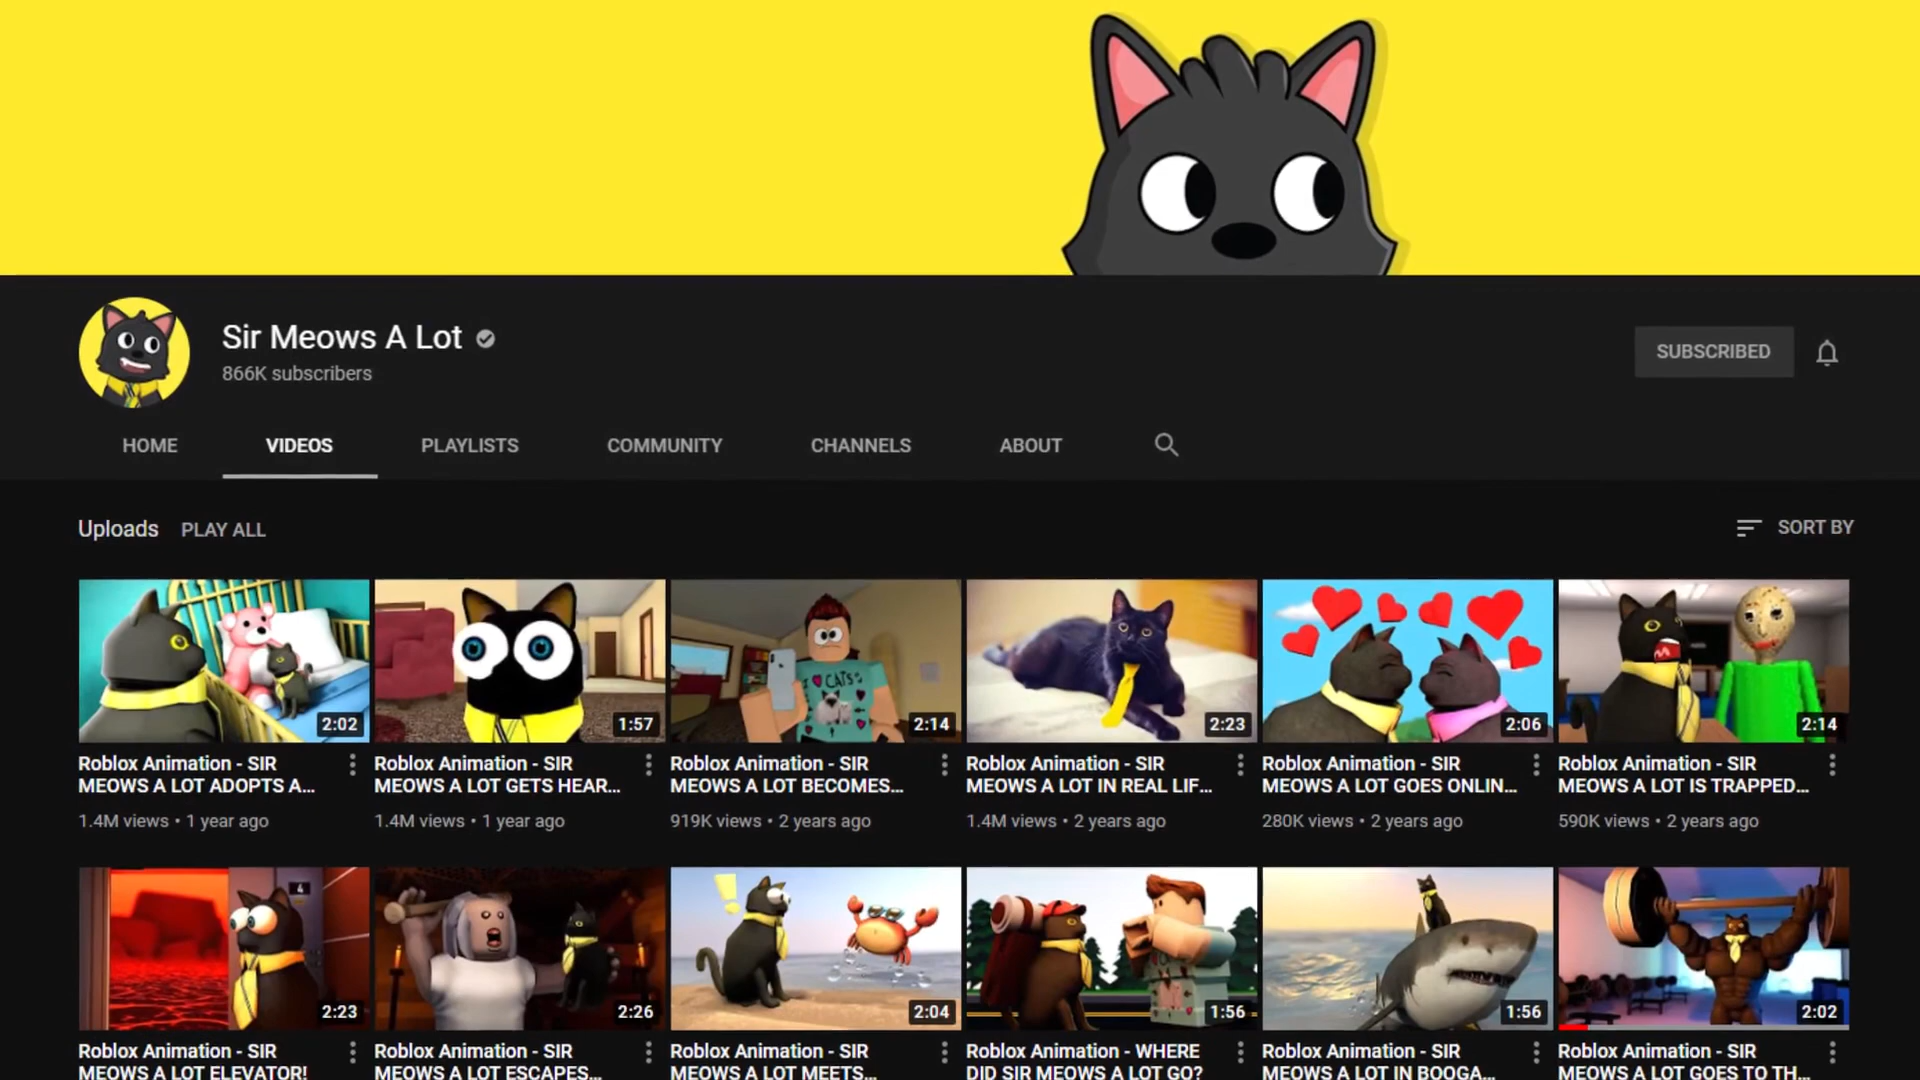 Sir Meows A Lot
866K subscribers
SUBSCRIBED
HOME VIDEOS PLAYLISTS COMMUNITY CHANNELS ABOUT
Uploads PLAY ALL
SORT BY
I ♥ CATS
2:02 1:57 2:14 2:23 2:06 2:14
Roblox Animation - SIR
MEOWS A LOT ADOPTS A...
1.4M views • 1 year ago
Roblox Animation - SIR
MEOWS A LOT GETS HEAR...
1.4M views • 1 year ago
Roblox Animation - SIR
MEOWS A LOT BECOMES...
919K views • 2 years ago
Roblox Animation - SIR
MEOWS A LOT IN REAL LIF...
1.4M views • 2 years ago
Roblox Animation - SIR
MEOWS A LOT GOES ONLIN...
280K views • 2 years ago
Roblox Animation - SIR
MEOWS A LOT IS TRAPPED...
590K views • 2 years ago
4
2:23 2:26 2:04 1:56 1:56 2:02
Roblox Animation - SIR
MEOWS A LOT ELEVATOR!
Roblox Animation - SIR
MEOWS A LOT ESCAPES...
Roblox Animation - SIR
MEOWS A LOT MEETS...
Roblox Animation - WHERE
DID SIR MEOWS A LOT GO?
Roblox Animation - SIR
MEOWS A LOT IN BOOGA...
Roblox Animation - SIR
MEOWS A LOT GOES TO TH...